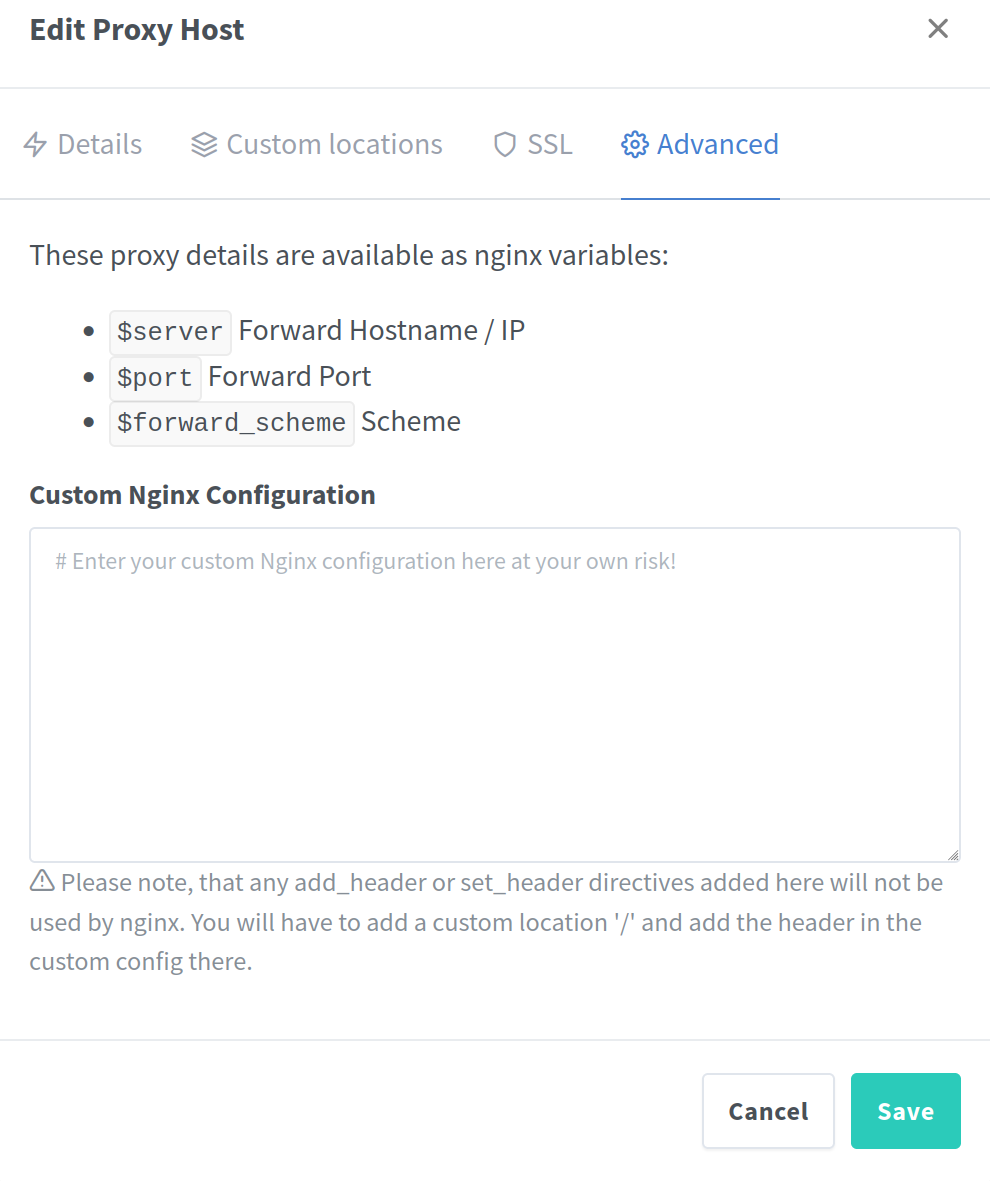 Edit Proxy Host
Details Custom locations SSL Advanced
These proxy details are available as nginx variables:
$server Forward Hostname / IP
$port Forward Port
$forward_scheme Scheme
Custom Nginx Configuration
# Enter your custom Nginx configuration here at your own risk!
Please note, that any add_header or set_header directives added here will not be
used by nginx. You will have to add a custom location '/' and add the header in the
custom config there.
Cancel Save